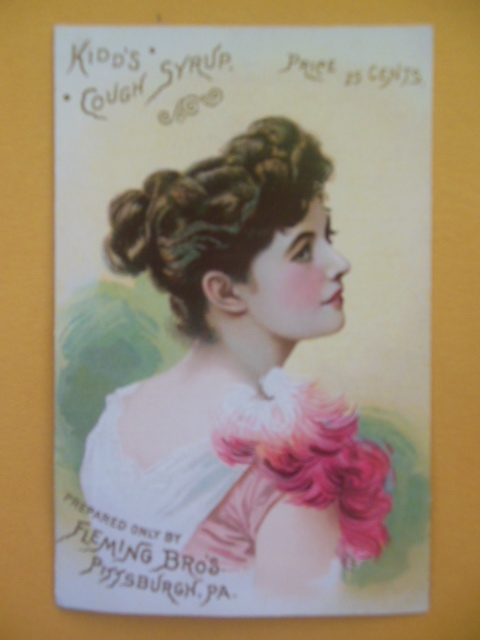 KIDD'S
COUGH SYRUP.
PRICE 25 CENTS.
PREPARED ONLY BY
FLEMING BRO'S.
PITTSBURGH, PA.